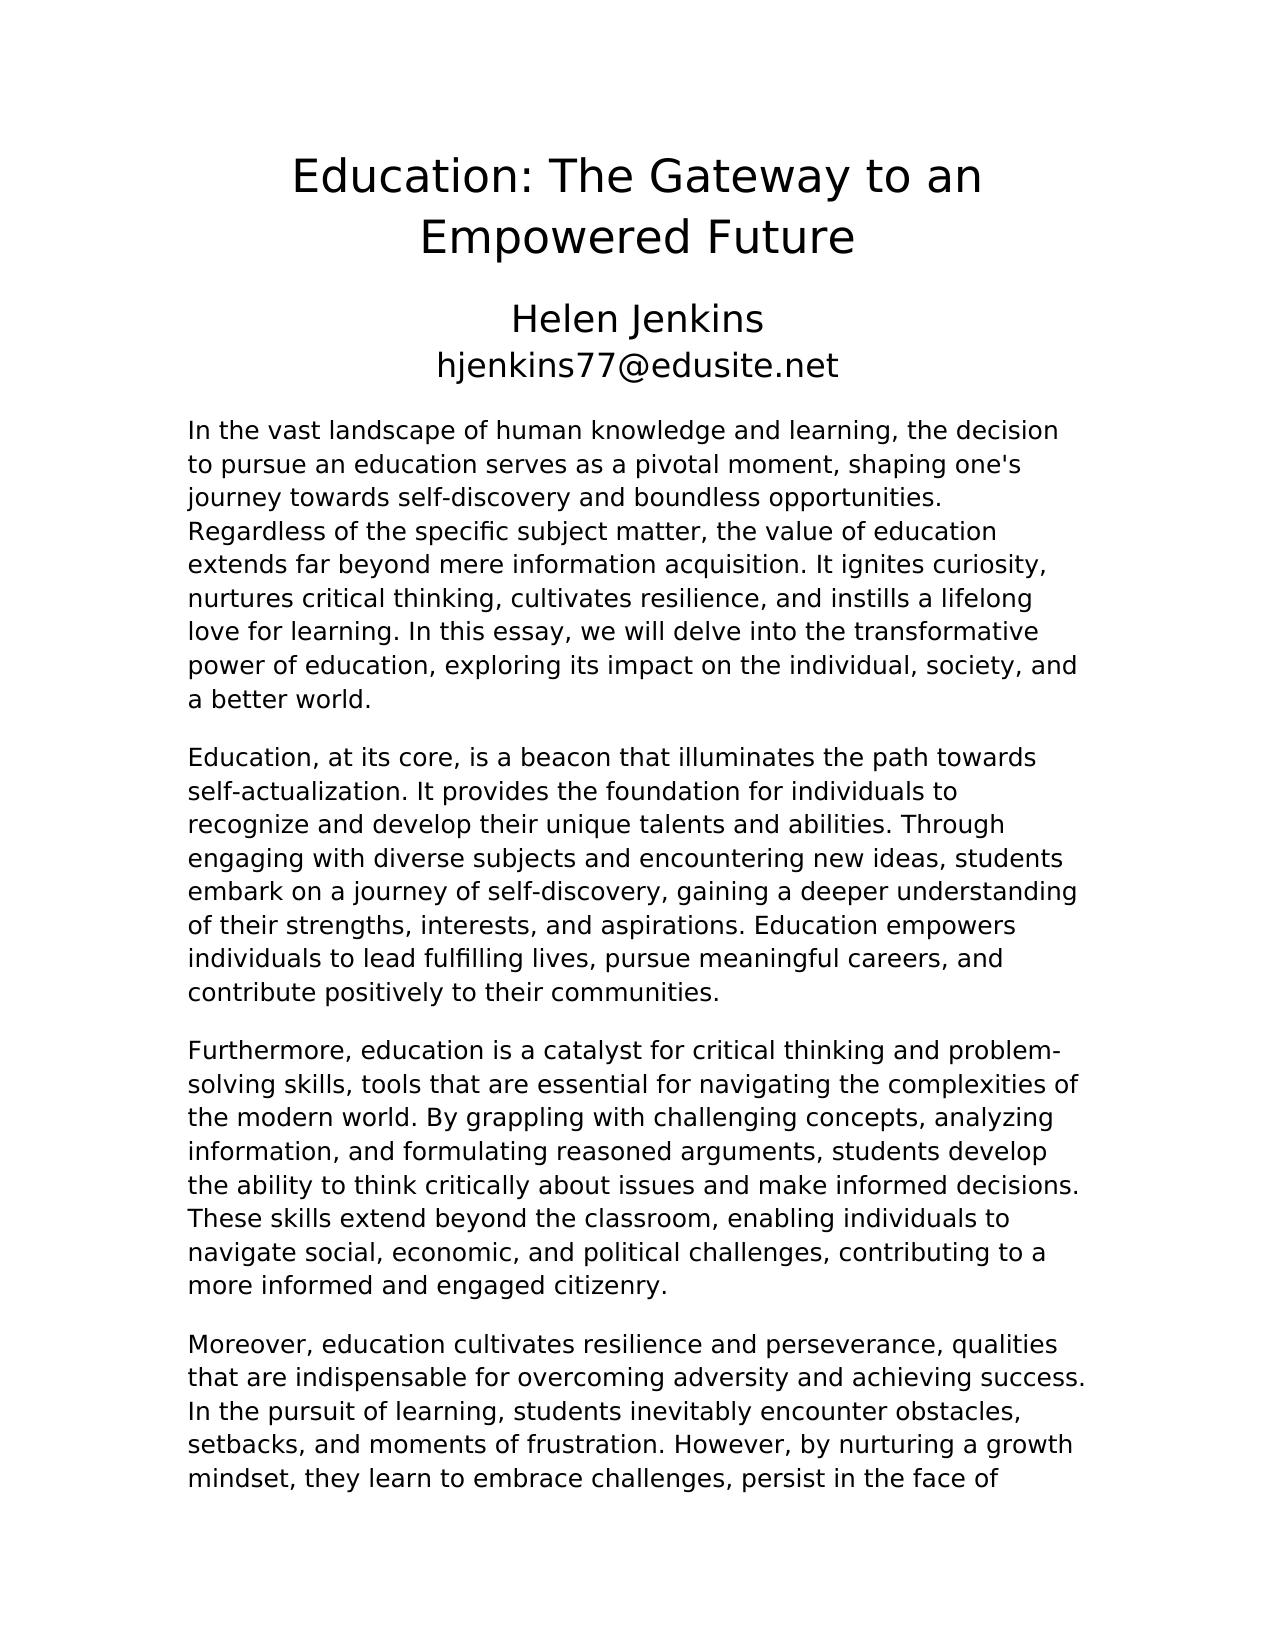 Education: The Gateway to an
Empowered Future
Helen Jenkins
hjenkins77@edusite.net
In the vast landscape of human knowledge and learning, the decision
to pursue an education serves as a pivotal moment, shaping one's
journey towards self-discovery and boundless opportunities.
Regardless of the specific subject matter, the value of education
extends far beyond mere information acquisition. It ignites curiosity,
nurtures critical thinking, cultivates resilience, and instills a lifelong
love for learning. In this essay, we will delve into the transformative
power of education, exploring its impact on the individual, society, and
a better world.
Education, at its core, is a beacon that illuminates the path towards
self-actualization. It provides the foundation for individuals to
recognize and develop their unique talents and abilities. Through
engaging with diverse subjects and encountering new ideas, students
embark on a journey of self-discovery, gaining a deeper understanding
of their strengths, interests, and aspirations. Education empowers
individuals to lead fulfilling lives, pursue meaningful careers, and
contribute positively to their communities.
Furthermore, education is a catalyst for critical thinking and problem-
solving skills, tools that are essential for navigating the complexities of
the modern world. By grappling with challenging concepts, analyzing
information, and formulating reasoned arguments, students develop
the ability to think critically about issues and make informed decisions.
These skills extend beyond the classroom, enabling individuals to
navigate social, economic, and political challenges, contributing to a
more informed and engaged citizenry.
Moreover, education cultivates resilience and perseverance, qualities
that are indispensable for overcoming adversity and achieving success.
In the pursuit of learning, students inevitably encounter obstacles,
setbacks, and moments of frustration. However, by nurturing a growth
mindset, they learn to embrace challenges, persist in the face of